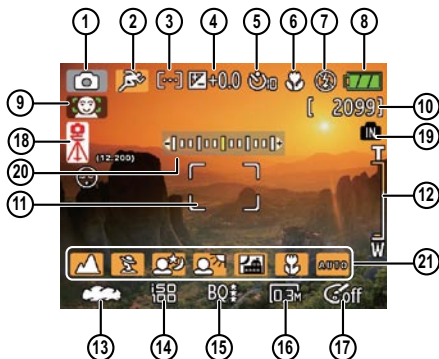 1 2 3 4 5 6 7 8
+0.0 10
9 [ 2099] 10
18 (12:200) IN 19
20 - + T
11 12
W
AUTO 21
ISO BQ 0.3M off
13 14 15 16 17